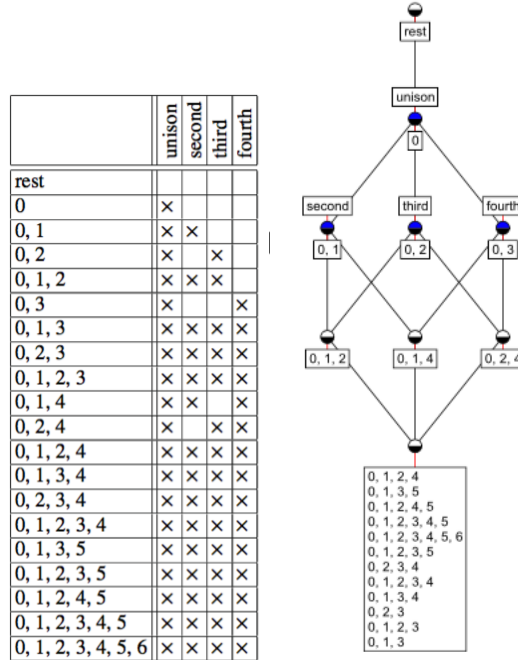 unison second third fourth
rest
0 ×
0, 1 × ×
0, 2 × ×
0, 1, 2 × × ×
0, 3 × ×
0, 1, 3 × × × ×
0, 2, 3 × × × ×
0, 1, 2, 3 × × × ×
0, 1, 4 × × ×
0, 2, 4 × × ×
0, 1, 2, 4 × × × ×
0, 1, 3, 4 × × × ×
0, 2, 3, 4 × × × ×
0, 1, 2, 3, 4 × × × ×
0, 1, 3, 5 × × × ×
0, 1, 2, 3, 5 × × × ×
0, 1, 2, 4, 5 × × × ×
0, 1, 2, 3, 4, 5 × × × ×
0, 1, 2, 3, 4, 5, 6 × × × ×
rest
unison
0
second third fourth
0, 1 0, 2 0, 3
0, 1, 2 0, 1, 4 0, 2, 4
0, 1, 2, 4
0, 1, 3, 5
0, 1, 2, 4, 5
0, 1, 2, 3, 4, 5
0, 1, 2, 3, 4, 5, 6
0, 1, 2, 3, 5
0, 2, 3, 4
0, 1, 2, 3, 4
0, 1, 3, 4
0, 2, 3
0, 1, 2, 3
0, 1, 3